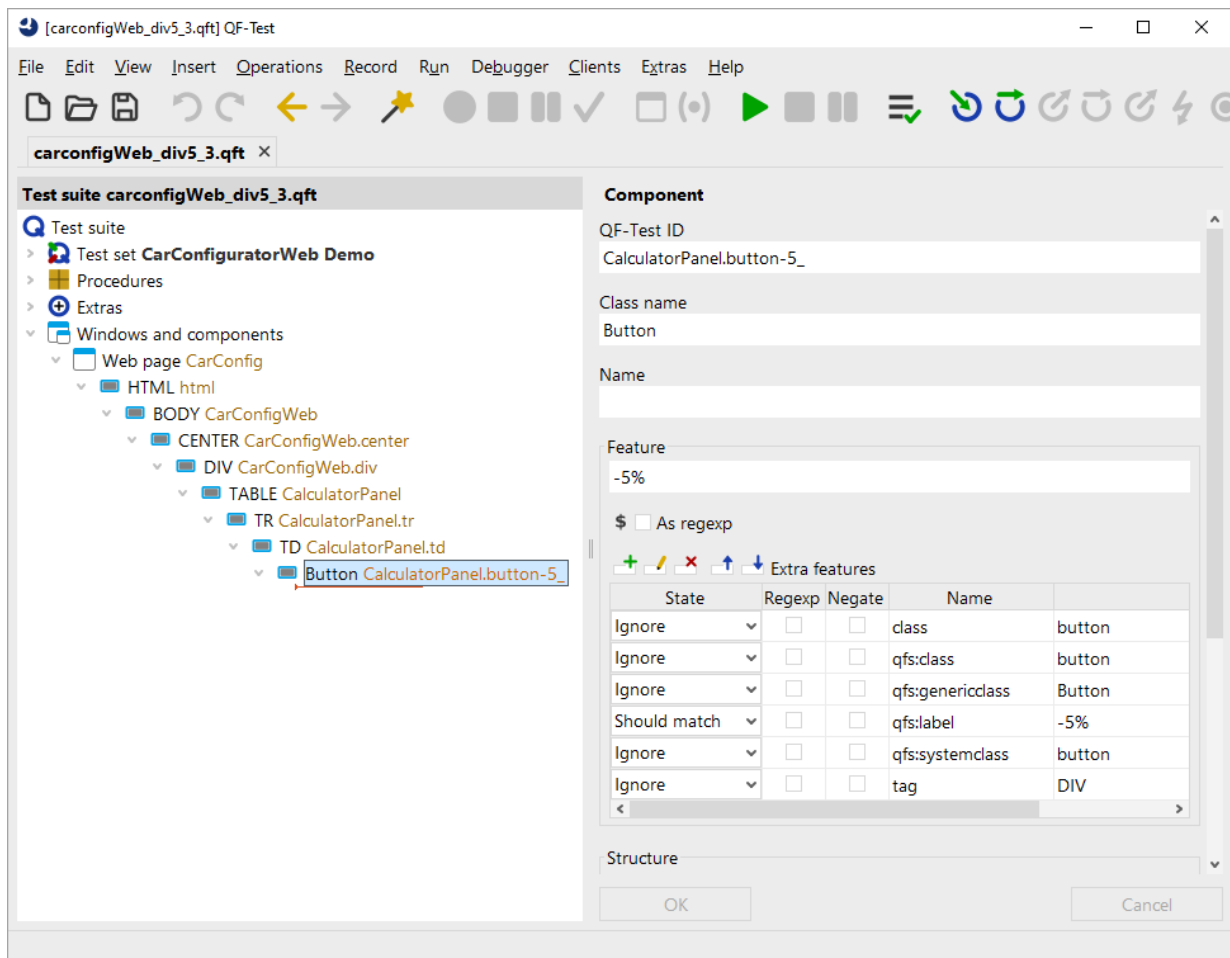 [carconfigWeb_div5_3.qft] QF-Test
File Edit View Insert Operations Record Run Debugger Clients Extras Help
carconfigWeb_div5_3.qft
Test suite carconfigWeb_div5_3.qft
Test suite
Test set CarConfiguratorWeb Demo
Procedures
Extras
Windows and components
Web page CarConfig
HTML html
BODY CarConfigWeb
CENTER CarConfigWeb.center
DIV CarConfigWeb.div
TABLE CalculatorPanel
TR CalculatorPanel.tr
TD CalculatorPanel.td
Button CalculatorPanel.button-5_
Component
QF-Test ID
CalculatorPanel.button-5_
Class name
Button
Name
Feature
-5%
$ As regexp
Extra features
State Regexp Negate Name
Ignore class button
Ignore qfs:class button
Ignore qfs:genericclass Button
Should match qfs:label -5%
Ignore qfs:systemclass button
Ignore tag DIV
Structure
OK Cancel